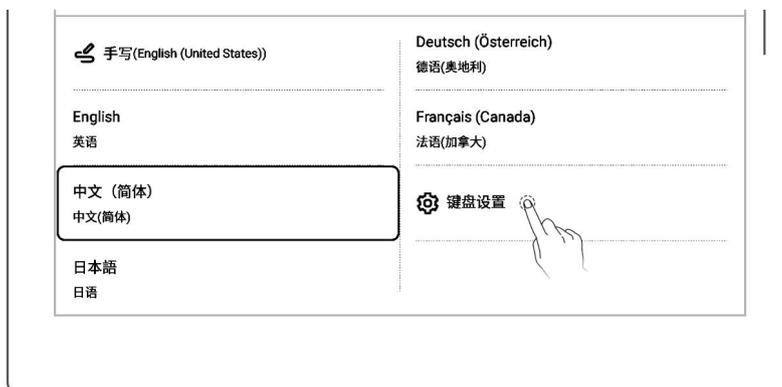 手写(English (United States))
English
英语
中文（简体）
中文(简体)
日本語
日语
Deutsch (Österreich)
德语(奥地利)
Français (Canada)
法语(加拿大)
键盘设置